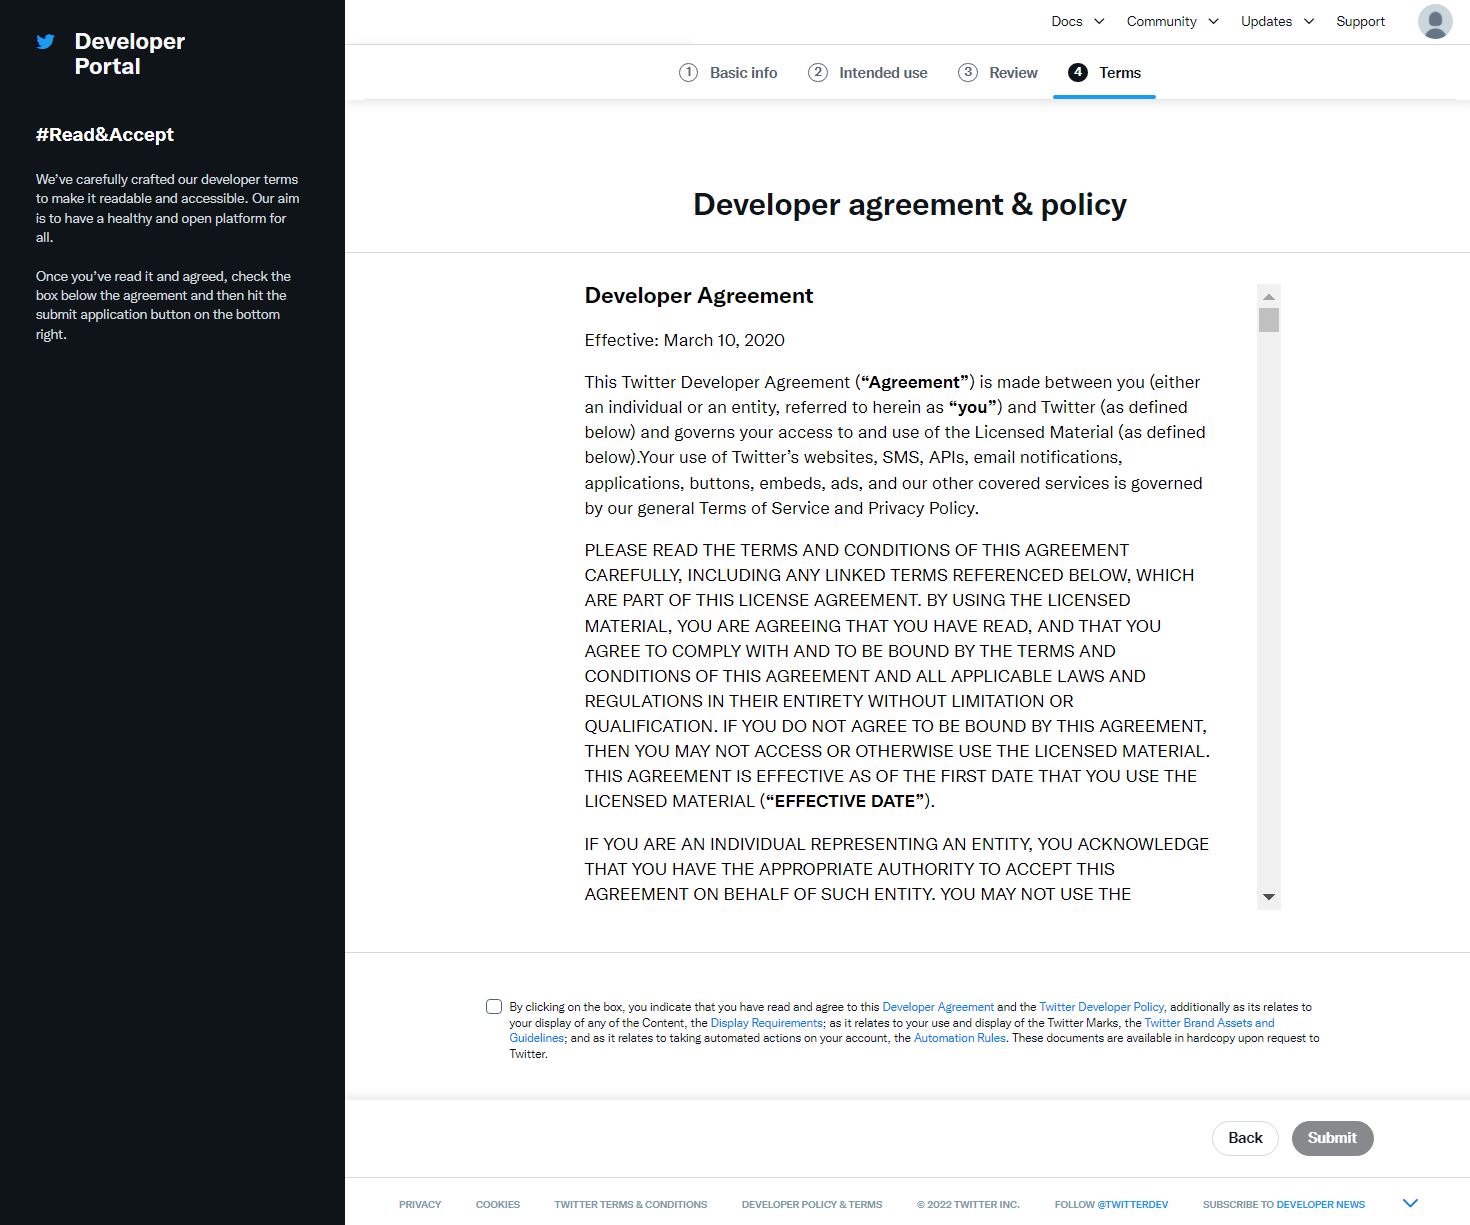 Developer
Portal
#Read&Accept
We’ve carefully crafted our developer terms
to make it readable and accessible. Our aim
is to have a healthy and open platform for
all.
Once you’ve read it and agreed, check the
box below the agreement and then hit the
submit application button on the bottom
right.
Docs Community Updates Support
1 Basic info 2 Intended use 3 Review 4 Terms
Developer agreement & policy
Developer Agreement
Effective: March 10, 2020
This Twitter Developer Agreement (“Agreement”) is made between you (either
an individual or an entity, referred to herein as “you”) and Twitter (as defined
below) and governs your access to and use of the Licensed Material (as defined
below).Your use of Twitter’s websites, SMS, APIs, email notifications,
applications, buttons, embeds, ads, and our other covered services is governed
by our general Terms of Service and Privacy Policy.
PLEASE READ THE TERMS AND CONDITIONS OF THIS AGREEMENT
CAREFULLY, INCLUDING ANY LINKED TERMS REFERENCED BELOW, WHICH
ARE PART OF THIS LICENSE AGREEMENT. BY USING THE LICENSED
MATERIAL, YOU ARE AGREEING THAT YOU HAVE READ, AND THAT YOU
AGREE TO COMPLY WITH AND TO BE BOUND BY THE TERMS AND
CONDITIONS OF THIS AGREEMENT AND ALL APPLICABLE LAWS AND
REGULATIONS IN THEIR ENTIRETY WITHOUT LIMITATION OR
QUALIFICATION. IF YOU DO NOT AGREE TO BE BOUND BY THIS AGREEMENT,
THEN YOU MAY NOT ACCESS OR OTHERWISE USE THE LICENSED MATERIAL.
THIS AGREEMENT IS EFFECTIVE AS OF THE FIRST DATE THAT YOU USE THE
LICENSED MATERIAL (“EFFECTIVE DATE”).
IF YOU ARE AN INDIVIDUAL REPRESENTING AN ENTITY, YOU ACKNOWLEDGE
THAT YOU HAVE THE APPROPRIATE AUTHORITY TO ACCEPT THIS
AGREEMENT ON BEHALF OF SUCH ENTITY. YOU MAY NOT USE THE
By clicking on the box, you indicate that you have read and agree to this Developer Agreement and the Twitter Developer Policy, additionally as its relates to
your display of any of the Content, the Display Requirements; as it relates to your use and display of the Twitter Marks, the Twitter Brand Assets and
Guidelines; and as it relates to taking automated actions on your account, the Automation Rules. These documents are available in hardcopy upon request to
Twitter.
Back Submit
PRIVACY COOKIES TWITTER TERMS & CONDITIONS DEVELOPER POLICY & TERMS © 2022 TWITTER INC. FOLLOW @TWITTERDEV SUBSCRIBE TO DEVELOPER NEWS